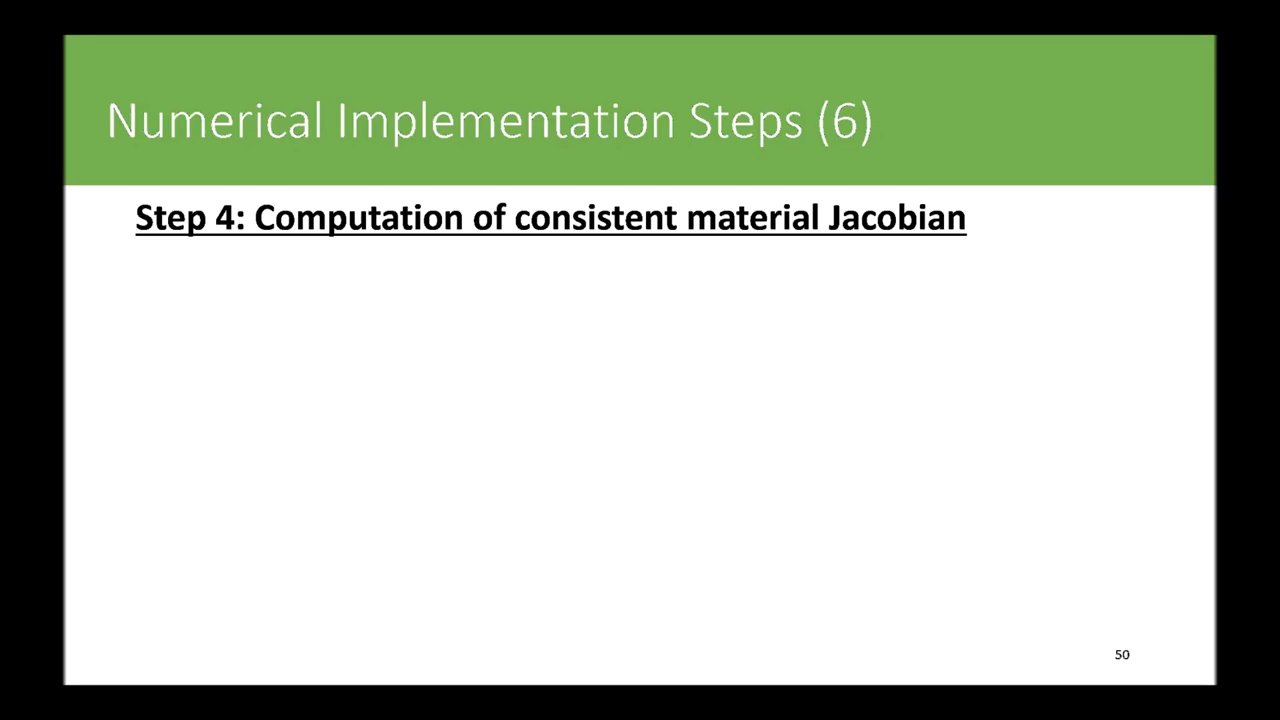 Numerical Implementation Steps (6)
Step 4: Computation of consistent material Jacobian
50